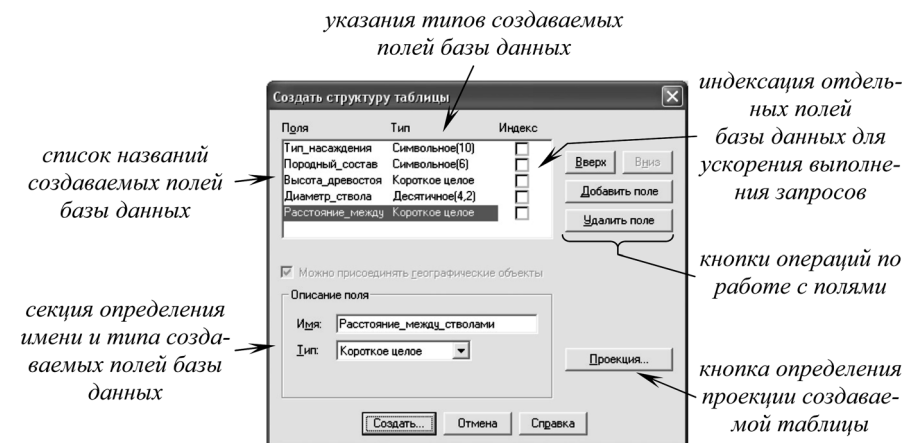 указания типов создаваемых
полей базы данных
индексация отдель-
ных полей
базы данных для
ускорения выполне-
ния запросов
список названий
создаваемых полей
базы данных
Создать структуру таблицы
Поля Тип Индекс
Тип_насаждения Символьное(10)
Породный_состав Символьное(6)
Высота_древостоя Короткое целое
Диаметр_ствола Десятичное(4,2)
Расстояние_между Короткое целое
Вверх Вниз
Добавить поле
Удалить поле
кнопки операций по
работе с полями
Можно присоединять географические объекты
Описание поля
Имя: Расстояние_между_стволами
Тип: Короткое целое
секция определения
имени и типа созда-
ваемых полей базы
данных
Проекция...
кнопка определения
проекции создавае-
мой таблицы
Создать... Отмена Справка